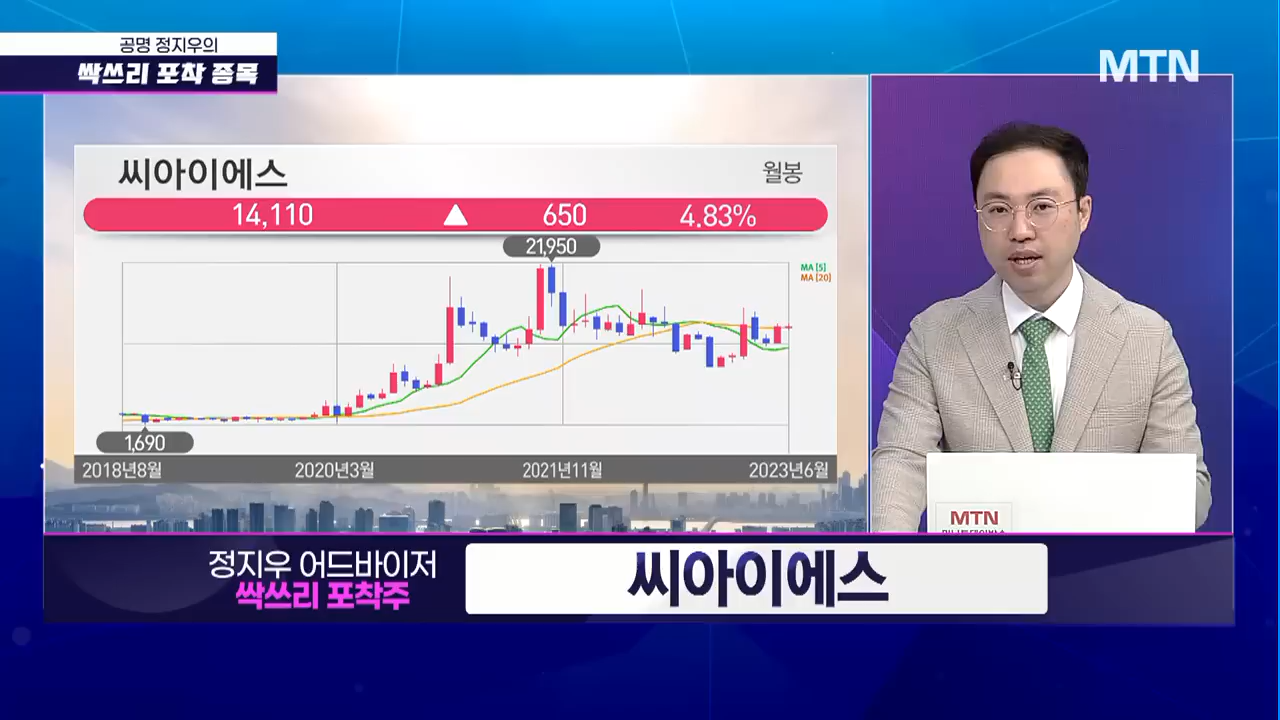 공명 정지우의
싹쓰리 포착 종목
MTN
씨아이에스
월봉
14,110 ▲ 650 4.83%
21,950
MA [5]
MA [20]
1,690
2018년8월 2020년3월 2021년11월 2023년6월
MTN
정지우 어드바이저
싹쓰리 포착주
씨아이에스